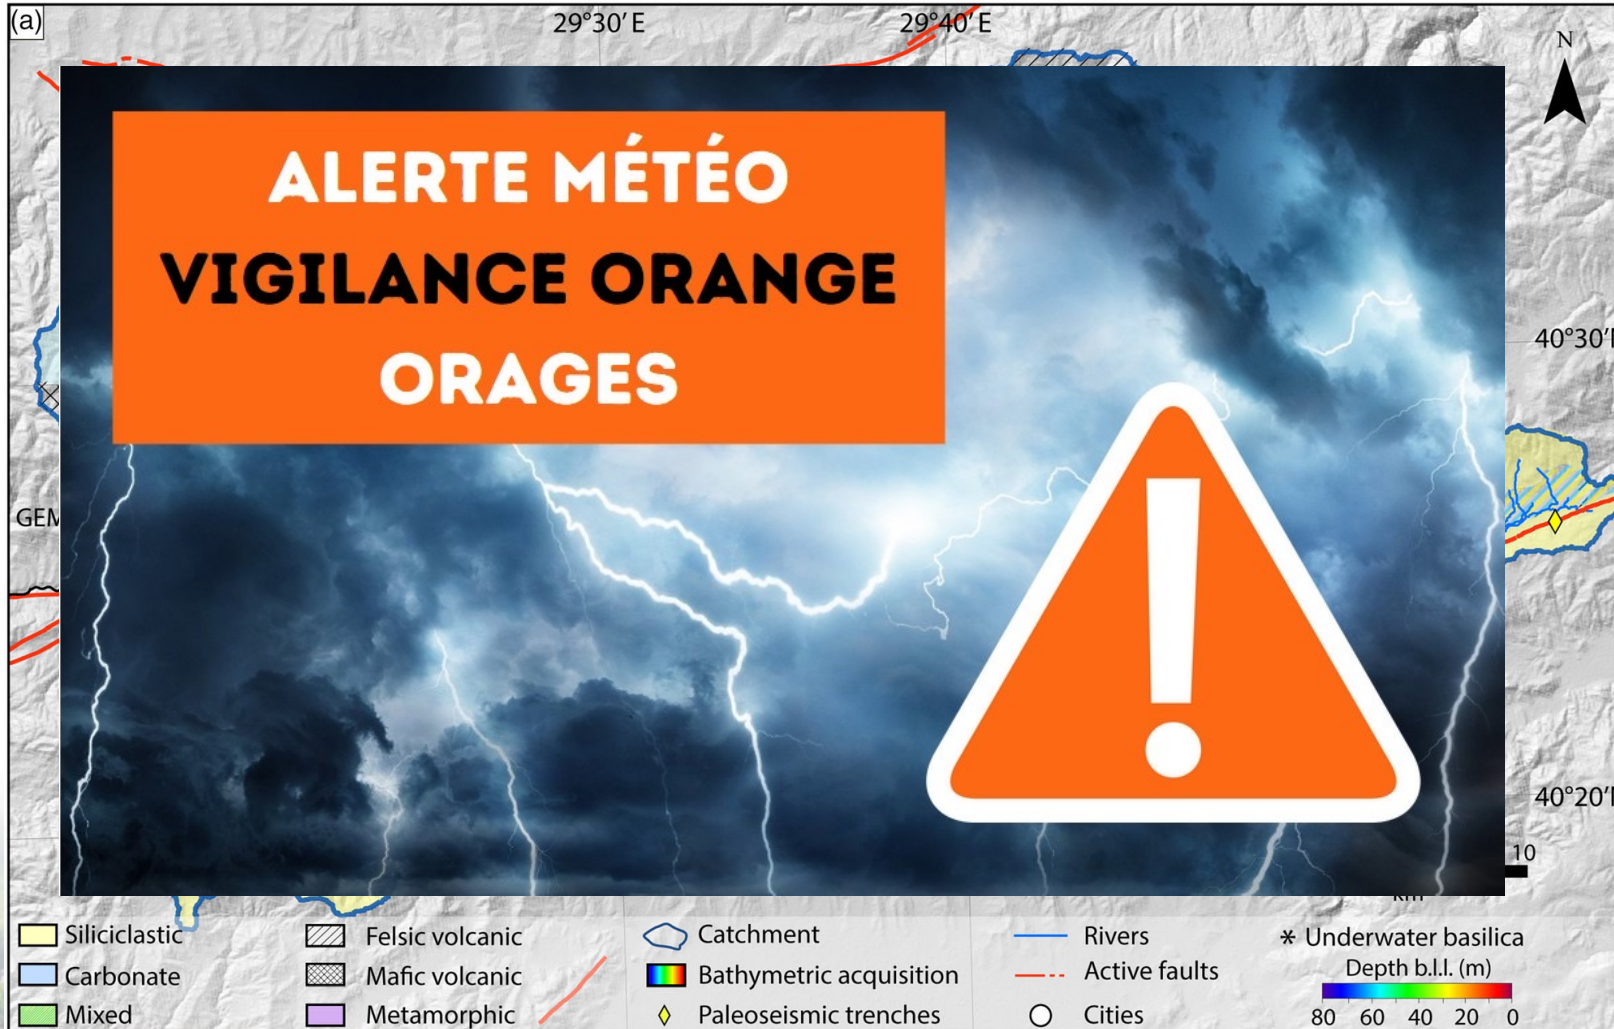 (a)
29°30′ E
29°40′ E
N
ALERTE MÉTÉO
VIGILANCE ORANGE
ORAGES
40°30′
GEM
40°20′
10
km
Siliciclastic
Felsic volcanic
Catchment
Rivers
* Underwater basilica
Carbonate
Mafic volcanic
Bathymetric acquisition
Active faults
Depth b.l.l. (m)
Mixed
Metamorphic
Paleoseismic trenches
Cities
80 60 40 20 0